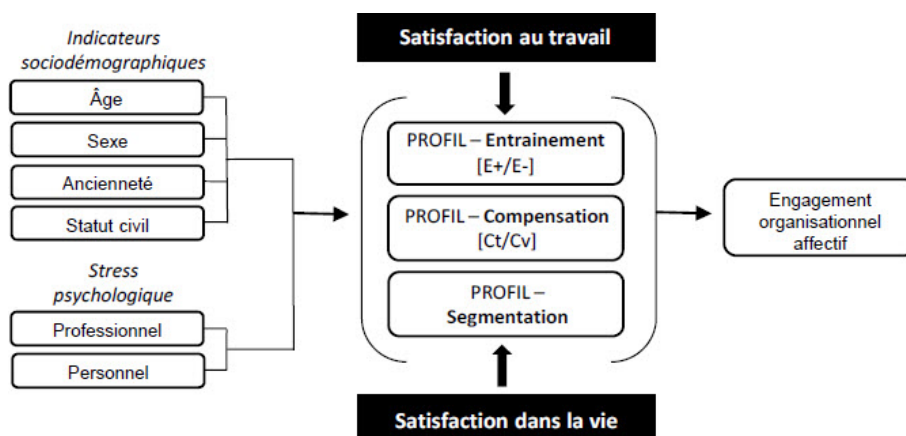 Indicateurs
sociodémographiques
Âge
Sexe
Ancienneté
Statut civil
Stress
psychologique
Professionnel
Personnel
Satisfaction au travail
PROFIL – Entrainement
[E+/E-]
PROFIL – Compensation
[Ct/Cv]
PROFIL –
Segmentation
Satisfaction dans la vie
Engagement
organisationnel
affectif